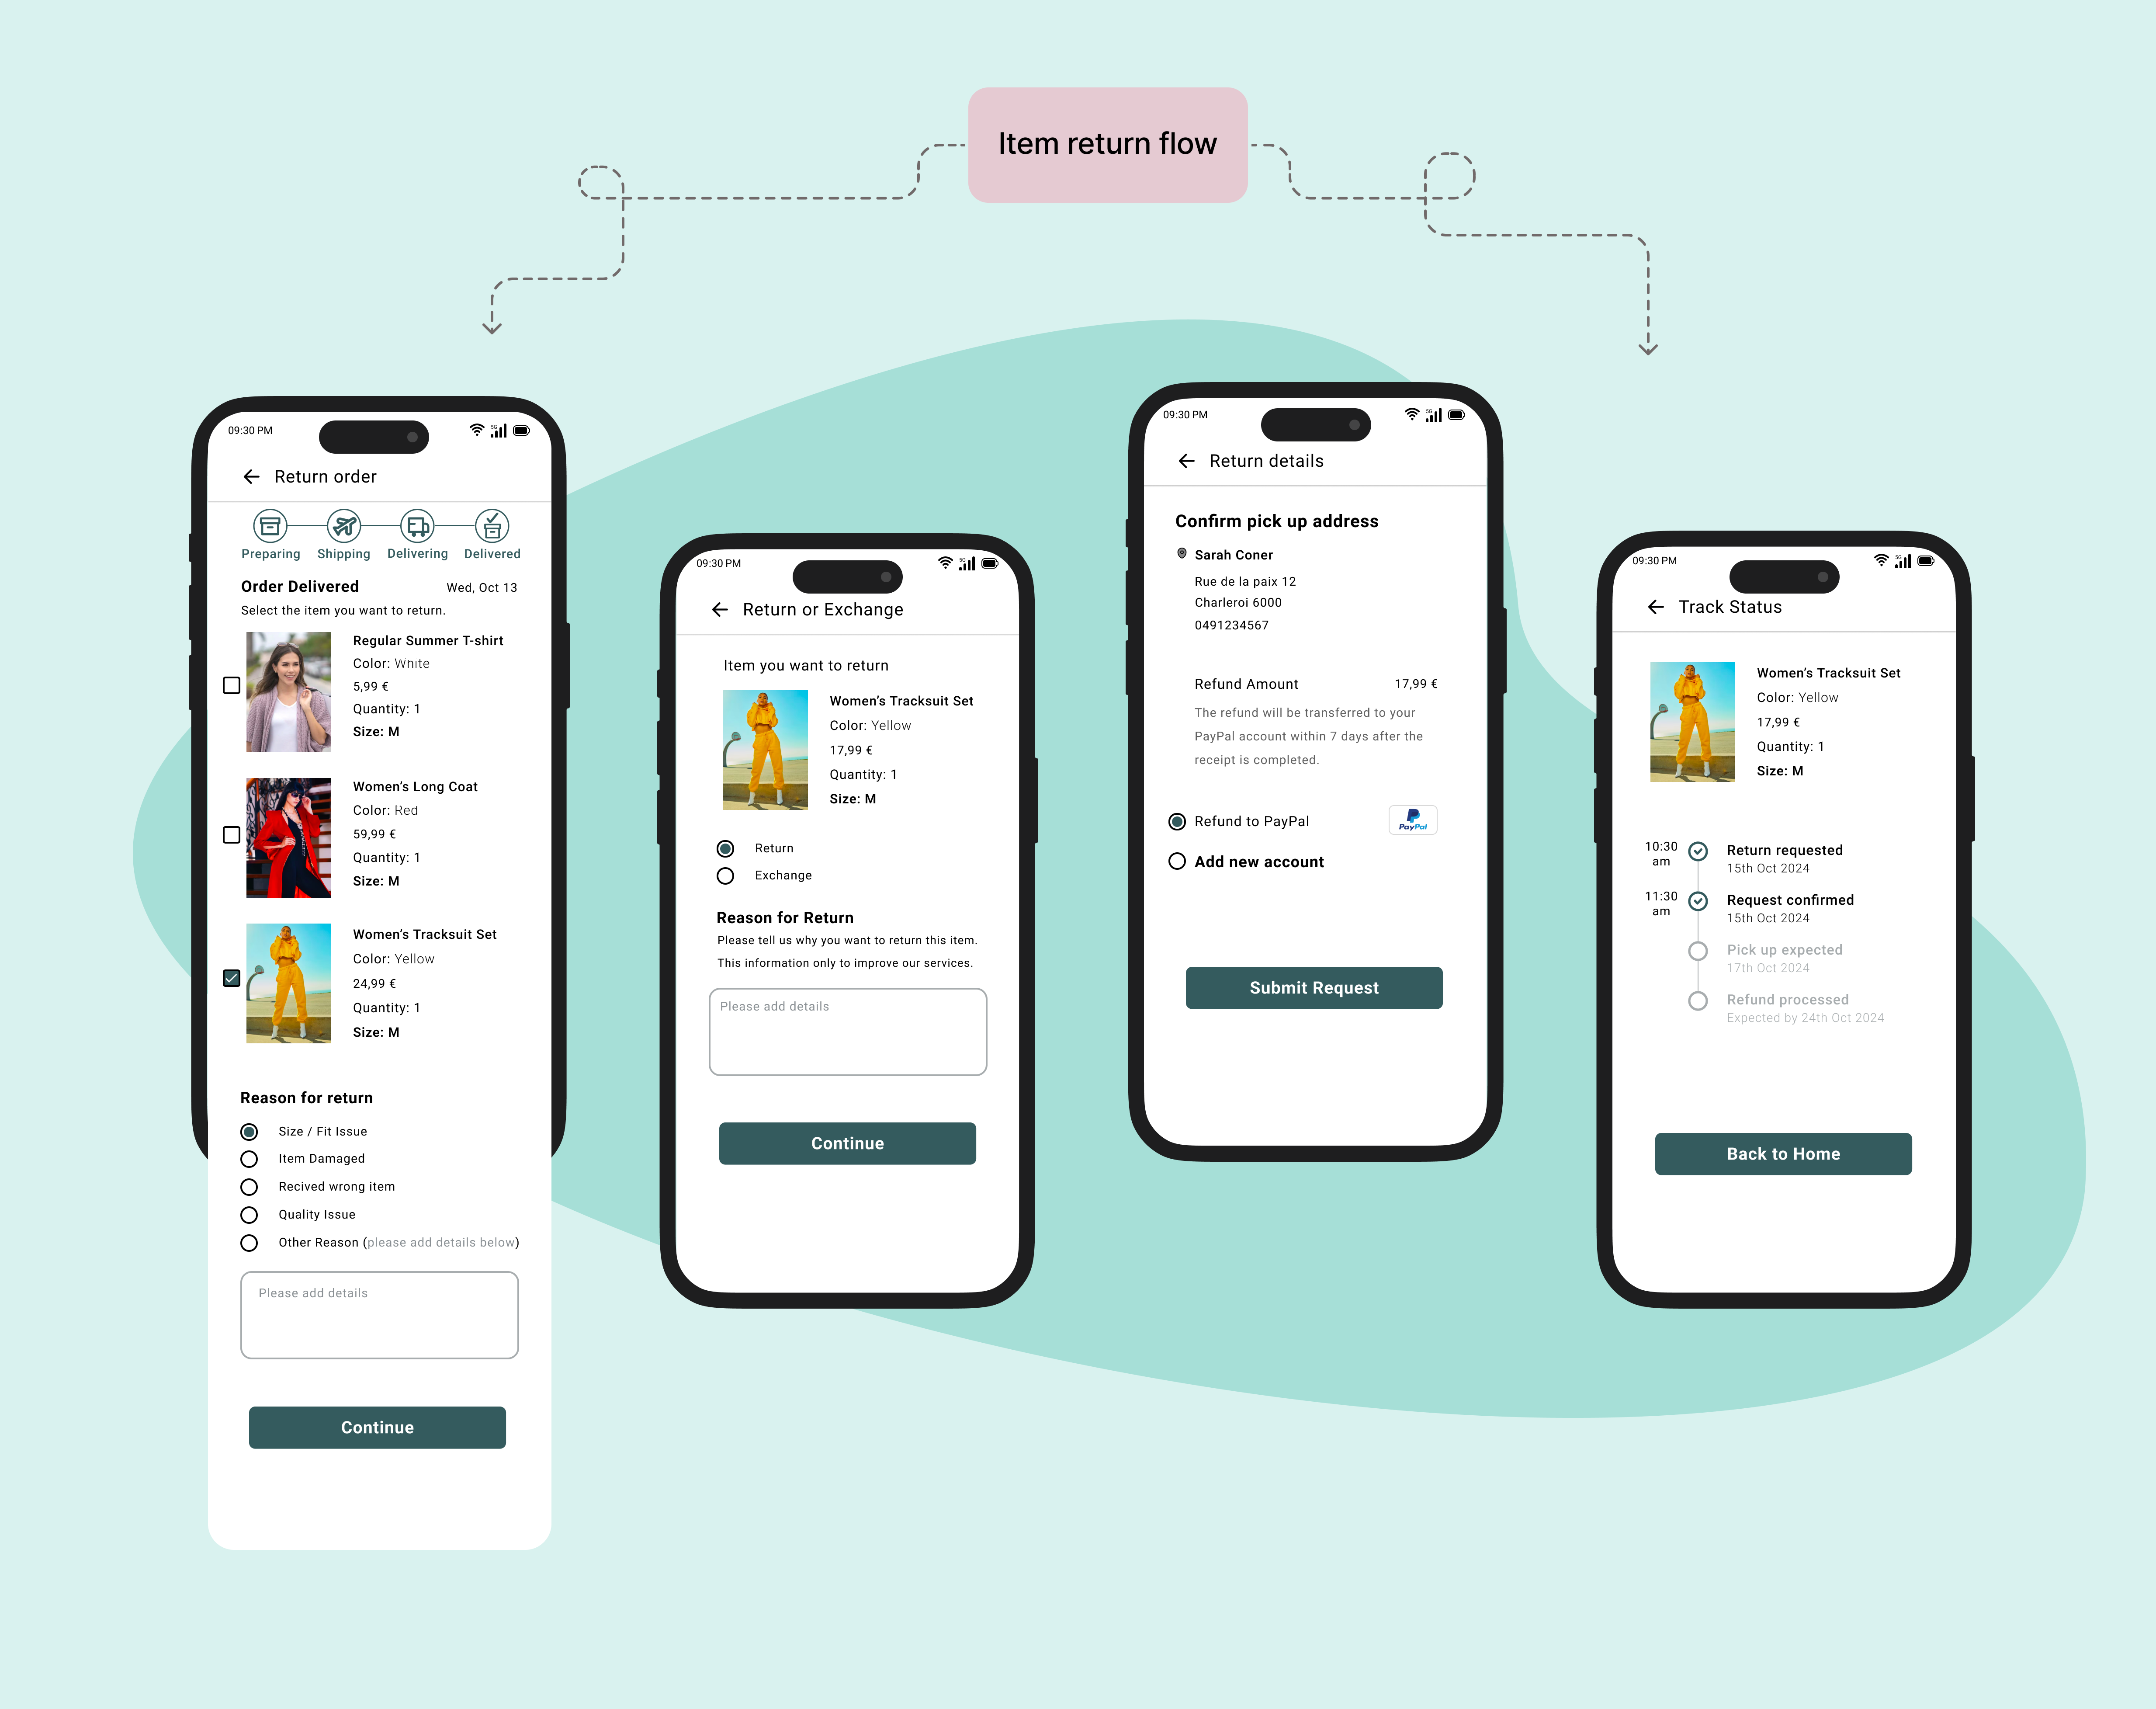 Item return flow
09:30 PM
5G
Return order
Preparing
Shipping
Delivering
Delivered
Order Delivered
Wed, Oct 13
Select the item you want to return.
Regular Summer T-shirt
Color: White
5,99 €
Quantity: 1
Size: M
Women's Long Coat
Color: Red
59,99 €
Quantity: 1
Size: M
Women's Tracksuit Set
Color: Yellow
24,99 €
Quantity: 1
Size: M
Reason for return
Size / Fit Issue
Item Damaged
Recived wrong item
Quality Issue
Other Reason (please add details below)
Please add details
Continue
09:30 PM
5G
Return or Exchange
Item you want to return
Women's Tracksuit Set
Color: Yellow
17,99 €
Quantity: 1
Size: M
Return
Exchange
Reason for Return
Please tell us why you want to return this item.
This information only to improve our services.
Please add details
Continue
09:30 PM
5G
Return details
Confirm pick up address
Sarah Coner
Rue de la paix 12
Charleroi 6000
0491234567
Refund Amount
17,99 €
The refund will be transferred to your
PayPal account within 7 days after the
receipt is completed.
Refund to PayPal
PayPal
Add new account
Submit Request
09:30 PM
5G
Track Status
Women's Tracksuit Set
Color: Yellow
17,99 €
Quantity: 1
Size: M
10:30
am
Return requested
15th Oct 2024
11:30
am
Request confirmed
15th Oct 2024
Pick up expected
17th Oct 2024
Refund processed
Expected by 24th Oct 2024
Back to Home